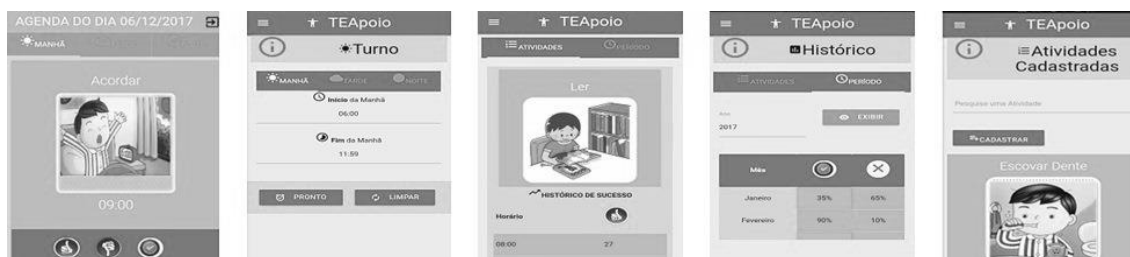 AGENDA DO DIA 06/12/2017
MANHÃ
Acordar
09:00
TEApoio
Turno
MANHÃ TARDE NOITE
Início da Manhã
06:00
Fim da Manhã
11:59
PRONTO LIMPAR
TEApoio
ATIVIDADES PERÍODO
Ler
HISTÓRICO DE SUCESSO
Horário
08:00 27
TEApoio
Histórico
ATIVIDADES PERÍODO
Ano
2017
EXIBIR
Mês
Janeiro 35% 65%
Fevereiro 90% 10%
TEApoio
Atividades
Cadastradas
Pesquise uma Atividade
CADASTRAR
Escovar Dente